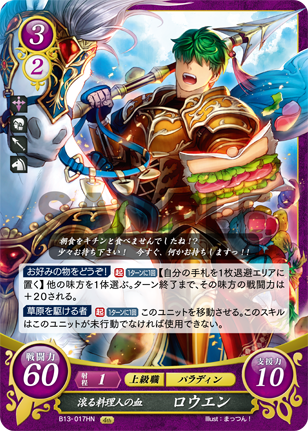 3
2
朝食をキチンと食べませんでしたね!?
少々お待ち下さい! 今すぐ、何かお持ちしますっ!!
お好みの物をどうぞ! 起 1ターンに1回 【自分の手札を1枚退避エリアに
置く】他の味方を1体選ぶ。ターン終了まで、その味方の戦闘力は
+20される。
草原を駆ける者 起 1ターンに1回 このユニットを移動させる。このスキル
はこのユニットが未行動でなければ使用できない。
戦闘力
60
射程 1 上級職 パラディン
支援力
10
滾る料理人の血 ロウエン
B13-017HN
Illust:まっつん!